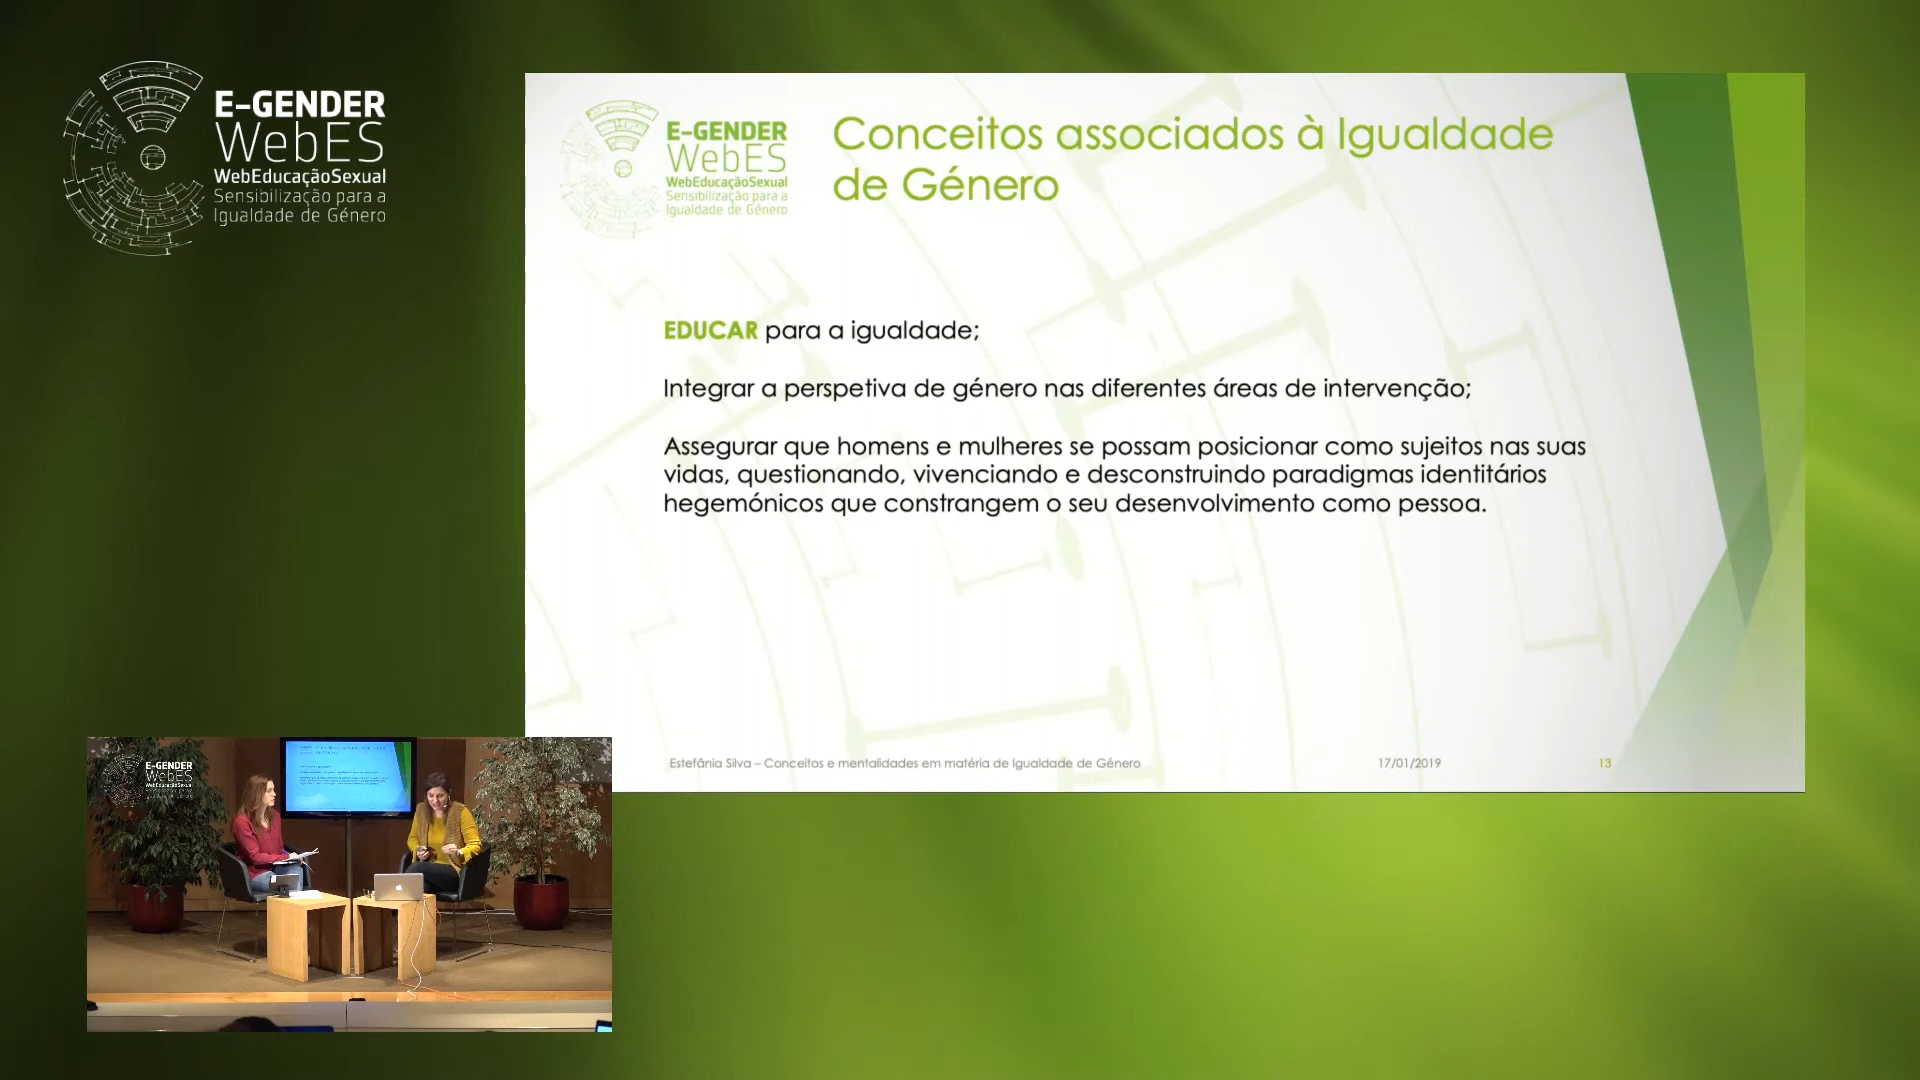 E-GENDER
WebES
WebEducaçãoSexual
Sensibilização para a
Igualdade de Género
E-GENDER
WebES
WebEducaçãoSexual
Sensibilização para a
Igualdade de Género
Conceitos associados à Igualdade
de Género
EDUCAR para a igualdade;
Integrar a perspetiva de género nas diferentes áreas de intervenção;
Assegurar que homens e mulheres se possam posicionar como sujeitos nas suas
vidas, questionando, vivenciando e desconstruindo paradigmas identitários
hegemónicos que constrangem o seu desenvolvimento como pessoa.
Estefânia Silva – Conceitos e mentalidades em matéria de Igualdade de Género
17/01/2019
13
E-GENDER
WebES